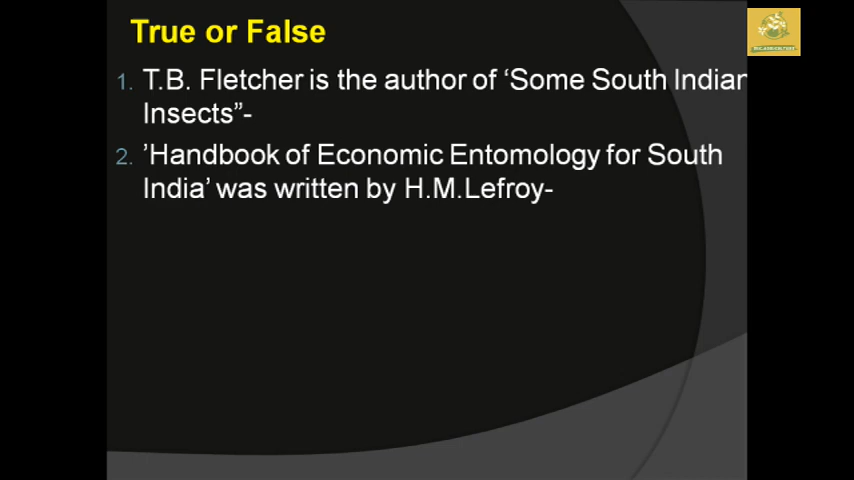 True or False
1. T.B. Fletcher is the author of ‘Some South Indian
Insects”-
2. ’Handbook of Economic Entomology for South
India’ was written by H.M.Lefroy-